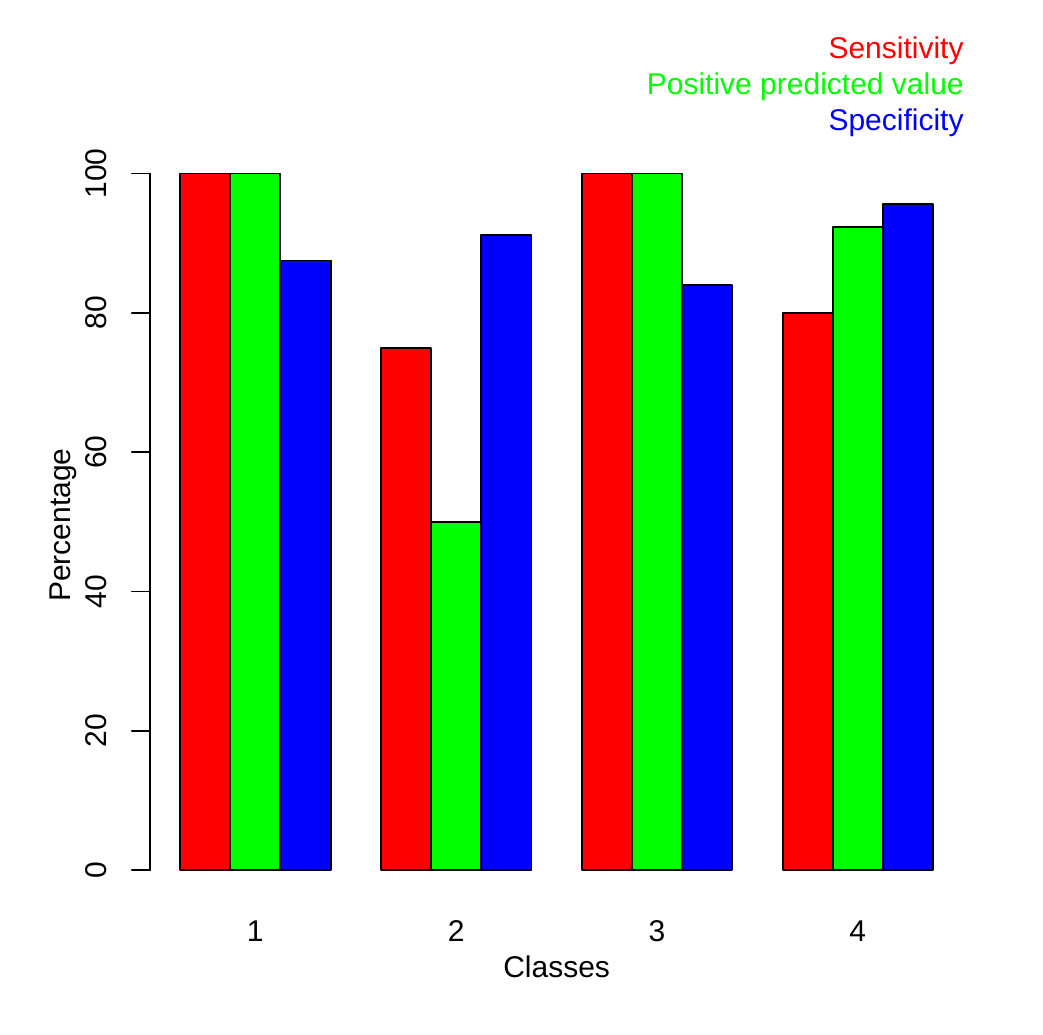 Sensitivity
Positive predicted value
Specificity
100
80
60
40
20
0
Percentage
1 2 3 4
Classes